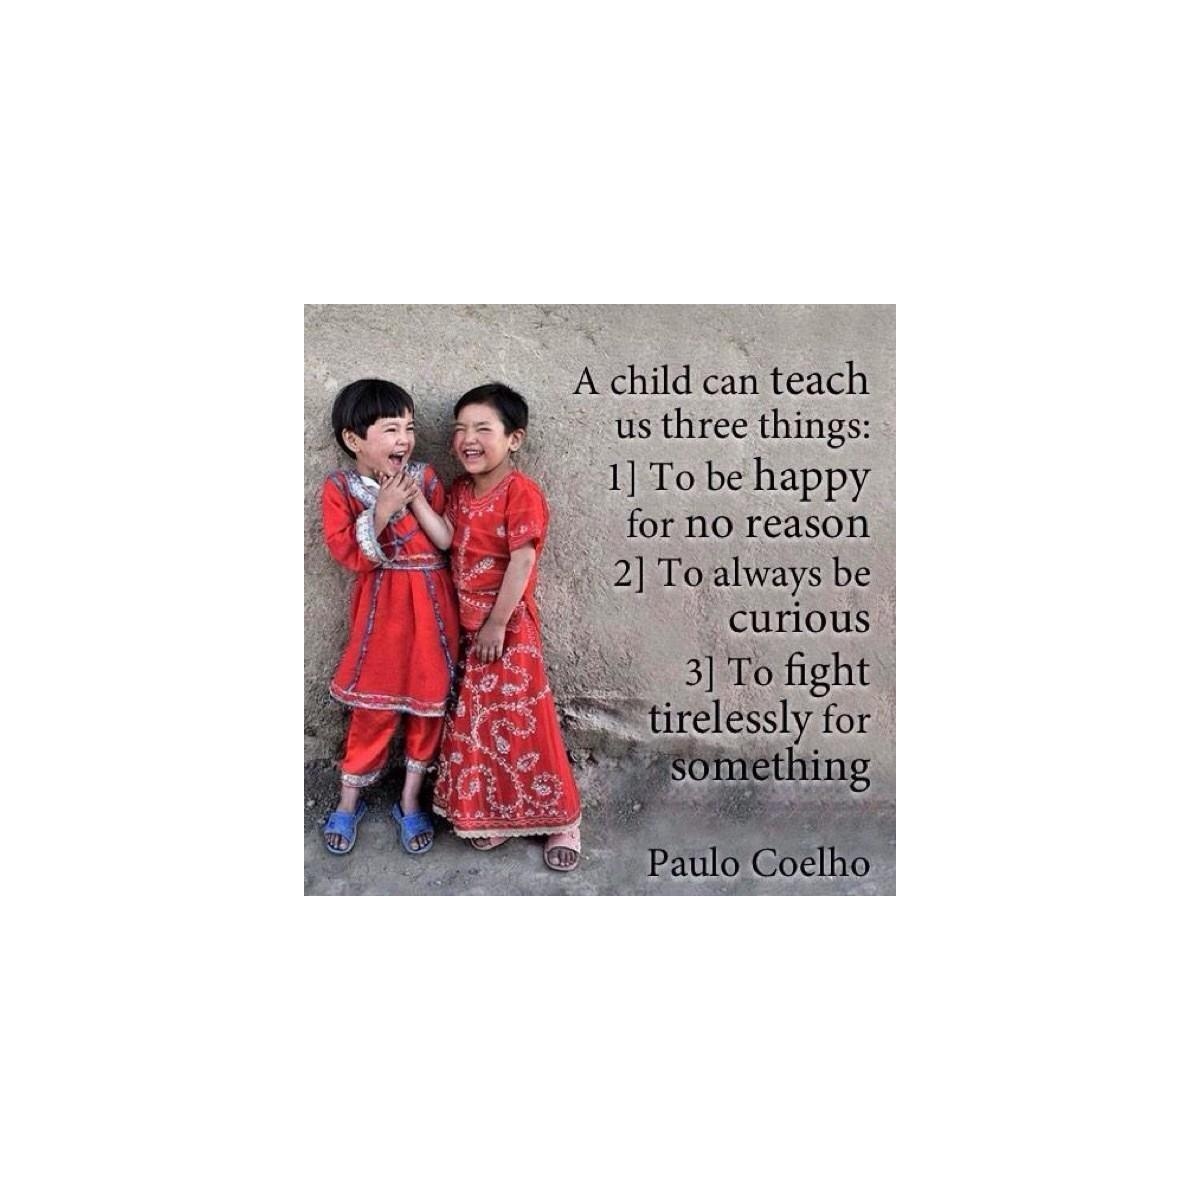 A child can teach
us three things:
1] To be happy
for no reason
2] To always be
curious
3] To fight
tirelessly for
something
Paulo Coelho